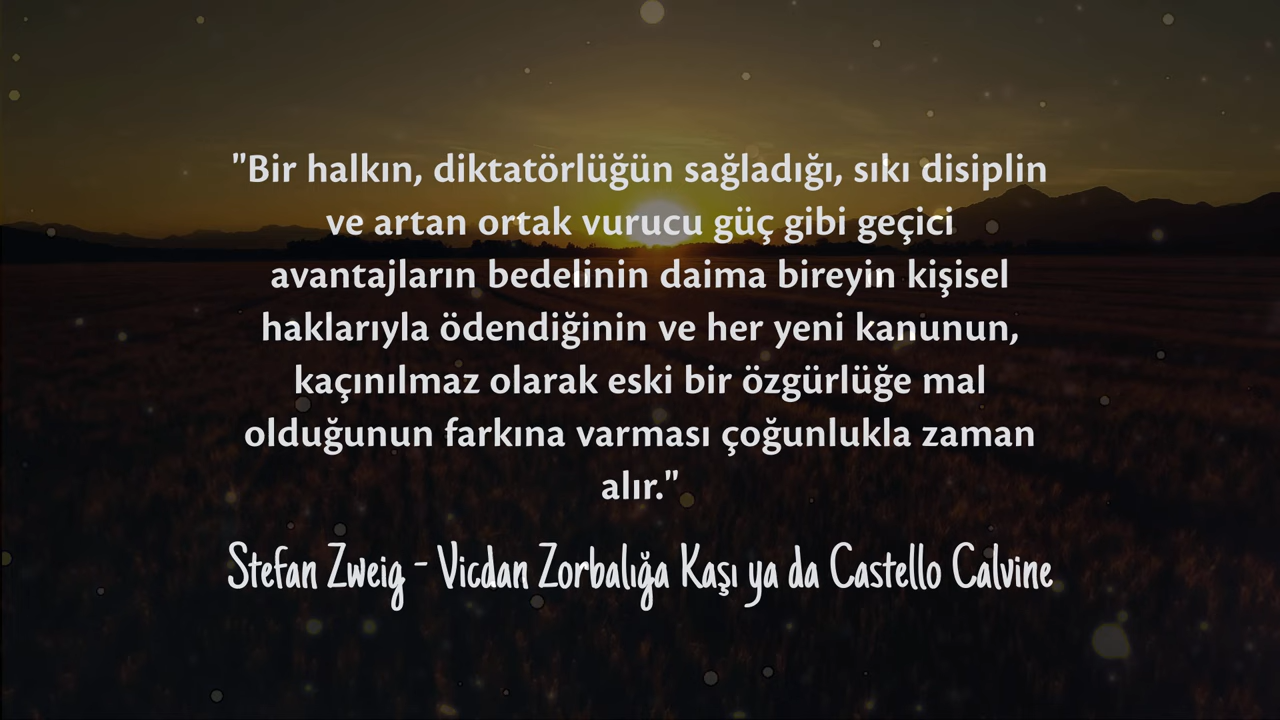 "Bir halkın, diktatörlüğün sağladığı, sıkı disiplin
ve artan ortak vurucu güç gibi geçici
avantajların bedelinin daima bireyin kişisel
haklarıyla ödendiğinin ve her yeni kanunun,
kaçınılmaz olarak eski bir özgürlüğe mal
olduğunun farkına varması çoğunlukla zaman
alır."
Stefan Zweig - Vicdan Zorbalığa Kaşı ya da Castello Calvine